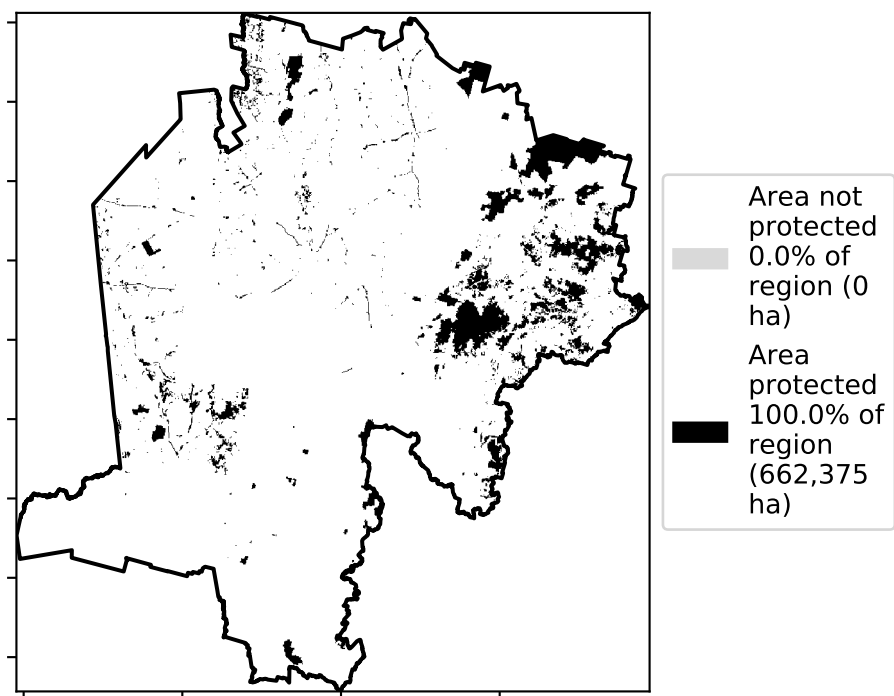 Area not
protected
0.0% of
region (0
ha)
Area
protected
100.0% of
region
(662,375
ha)